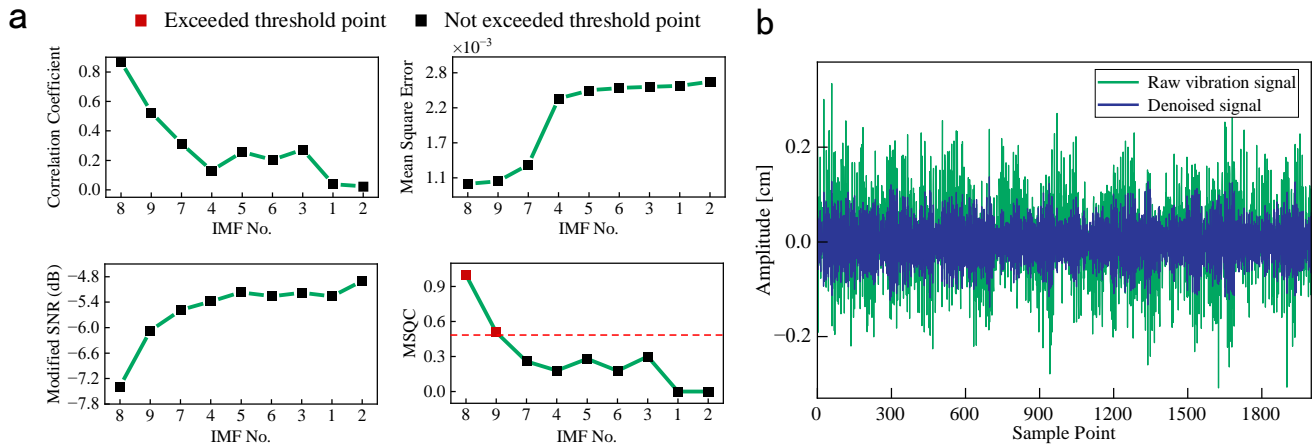 a
Exceeded threshold point
Not exceeded threshold point
Correlation Coefficient
0.8
0.6
0.4
0.2
0.0
8 9 7 4 5 6 3 1 2
IMF No.
×10⁻³
Mean Square Error
2.8
2.2
1.7
1.1
8 9 7 4 5 6 3 1 2
IMF No.
Modified SNR (dB)
−4.8
−5.4
−6.0
−6.6
−7.2
−7.8
8 9 7 4 5 6 3 1 2
IMF No.
MSQC
0.9
0.6
0.3
0.0
8 9 7 4 5 6 3 1 2
IMF No.
b
Raw vibration signal
Denoised signal
Amplitude [cm]
0.2
0.0
−0.2
0 300 600 900 1200 1500 1800
Sample Point